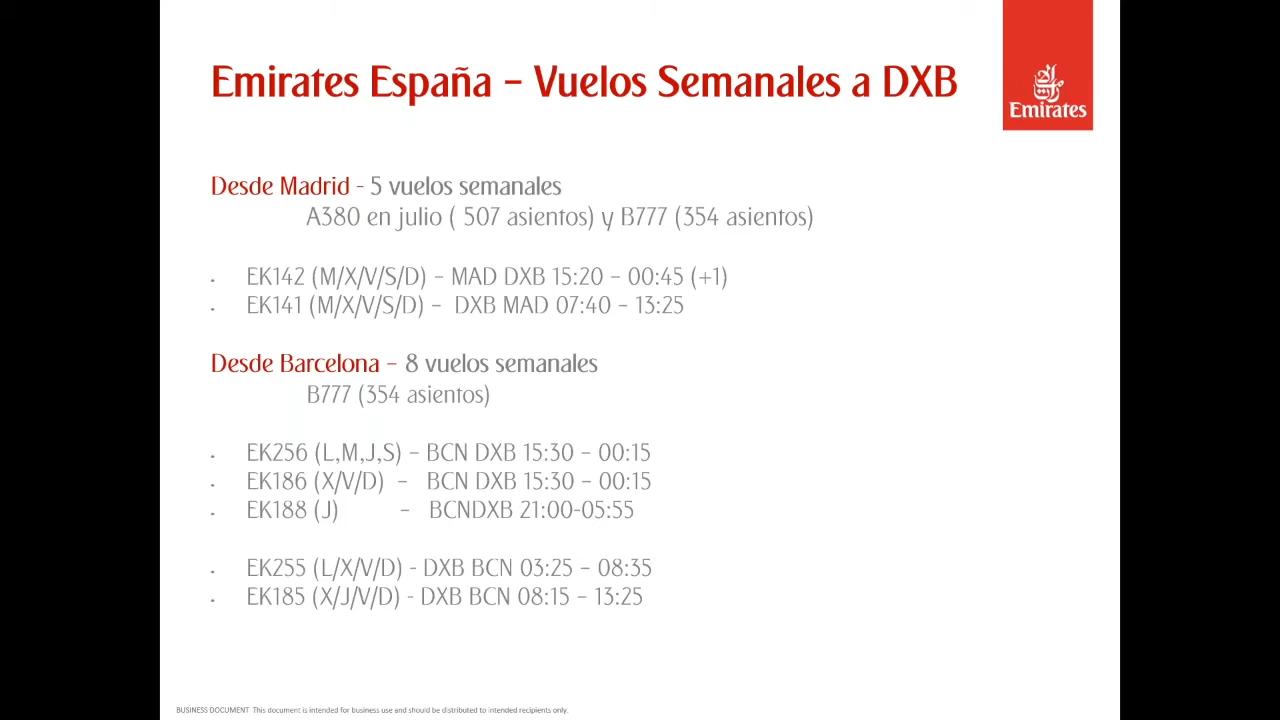 Emirates España – Vuelos Semanales a DXB
Emirates
Desde Madrid - 5 vuelos semanales
A380 en julio ( 507 asientos) y B777 (354 asientos)
• EK142 (M/X/V/S/D) – MAD DXB 15:20 – 00:45 (+1)
• EK141 (M/X/V/S/D) – DXB MAD 07:40 – 13:25
Desde Barcelona – 8 vuelos semanales
B777 (354 asientos)
• EK256 (L,M,J,S) – BCN DXB 15:30 – 00:15
• EK186 (X/V/D) – BCN DXB 15:30 – 00:15
• EK188 (J) – BCNDXB 21:00-05:55
• EK255 (L/X/V/D) - DXB BCN 03:25 – 08:35
• EK185 (X/J/V/D) - DXB BCN 08:15 – 13:25
BUSINESS DOCUMENT This document is intended for business use and should be distributed to intended recipients only.